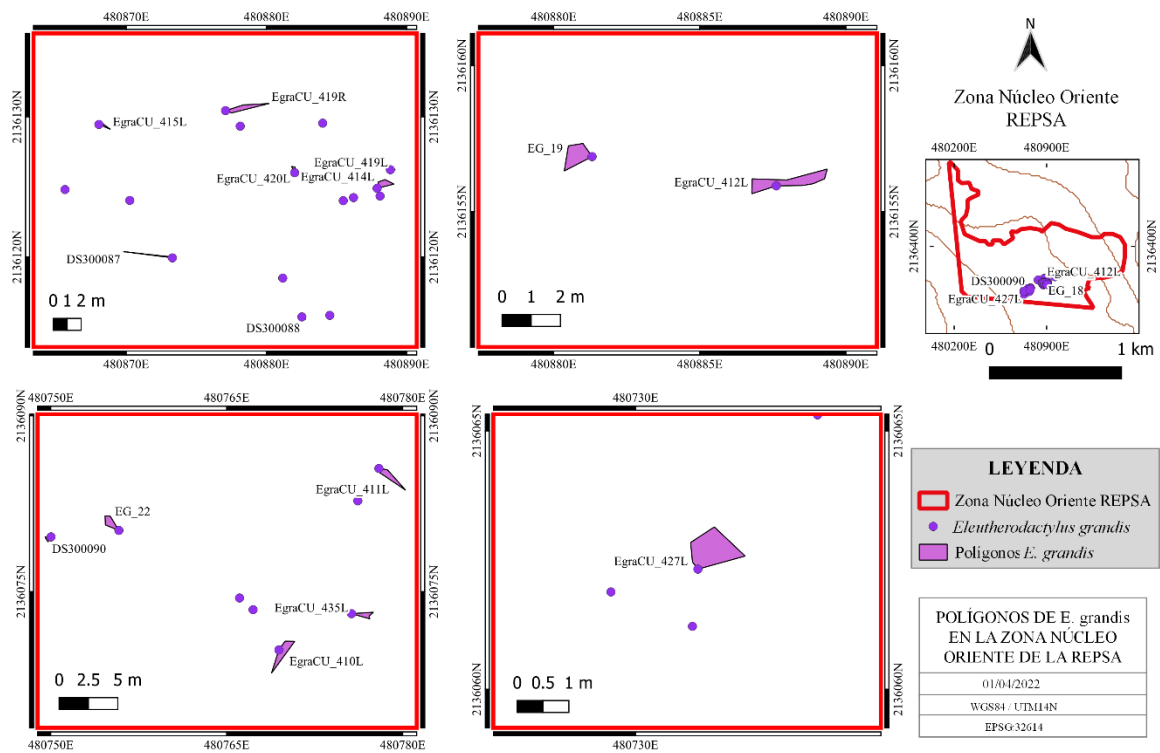 480870E
480880E
480890E
2136130N
2136120N
2136130N
2136120N
EgraCU_419R
EgraCU_415L
EgraCU_419L
EgraCU_420L
EgraCU_414L
DS300087
DS300088
0 1 2 m
480870E
480880E
480890E
480880E
480885E
480890E
2136160N
2136155N
2136160N
2136155N
EG_19
EgraCU_412L
0 1 2 m
480880E
480885E
480890E
N
Zona Núcleo Oriente
REPSA
480200E
480900E
2136400N
2136400N
EgraCU_412L
DS300090
EG_18
EgraCU_427L
480200E
480900E
0 1 km
480750E
480765E
480780E
2136090N
2136075N
2136090N
2136075N
EgraCU_411L
EG_22
DS300090
EgraCU_435L
EgraCU_410L
0 2.5 5 m
480750E
480765E
480780E
480730E
2136065N
2136060N
2136065N
2136060N
EgraCU_427L
0 0.5 1 m
480730E
LEYENDA
Zona Núcleo Oriente REPSA
Eleutherodactylus grandis
Polígonos E. grandis
POLÍGONOS DE E. grandis
EN LA ZONA NÚCLEO
ORIENTE DE LA REPSA
01/04/2022
WGS84 / UTM14N
EPSG:32614